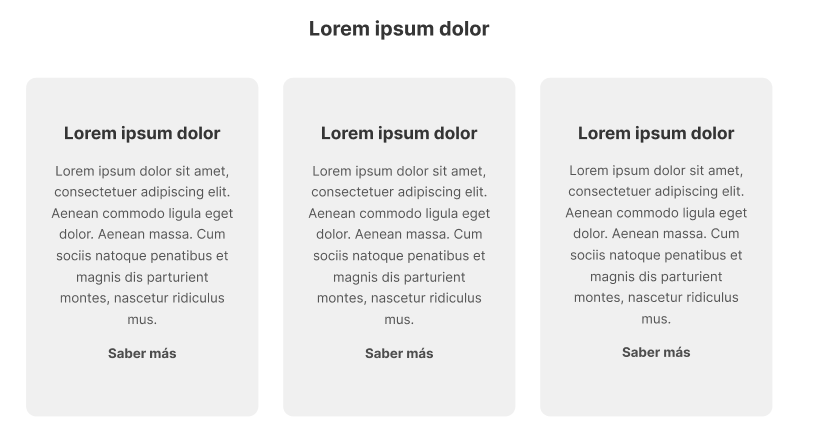 Lorem ipsum dolor
Lorem ipsum dolor
Lorem ipsum dolor sit amet,
consectetuer adipiscing elit.
Aenean commodo ligula eget
dolor. Aenean massa. Cum
sociis natoque penatibus et
magnis dis parturient
montes, nascetur ridiculus
mus.
Saber más
Lorem ipsum dolor
Lorem ipsum dolor sit amet,
consectetuer adipiscing elit.
Aenean commodo ligula eget
dolor. Aenean massa. Cum
sociis natoque penatibus et
magnis dis parturient
montes, nascetur ridiculus
mus.
Saber más
Lorem ipsum dolor
Lorem ipsum dolor sit amet,
consectetuer adipiscing elit.
Aenean commodo ligula eget
dolor. Aenean massa. Cum
sociis natoque penatibus et
magnis dis parturient
montes, nascetur ridiculus
mus.
Saber más